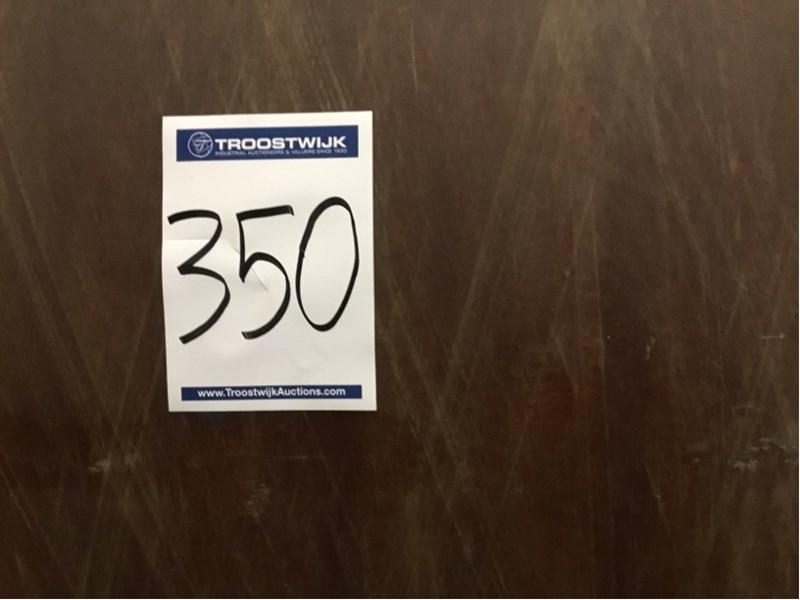 TROOSTWIJK
INDUSTRIAL AUCTIONEERS & VALUERS SINCE 1930
350
www.TroostwijkAuctions.com